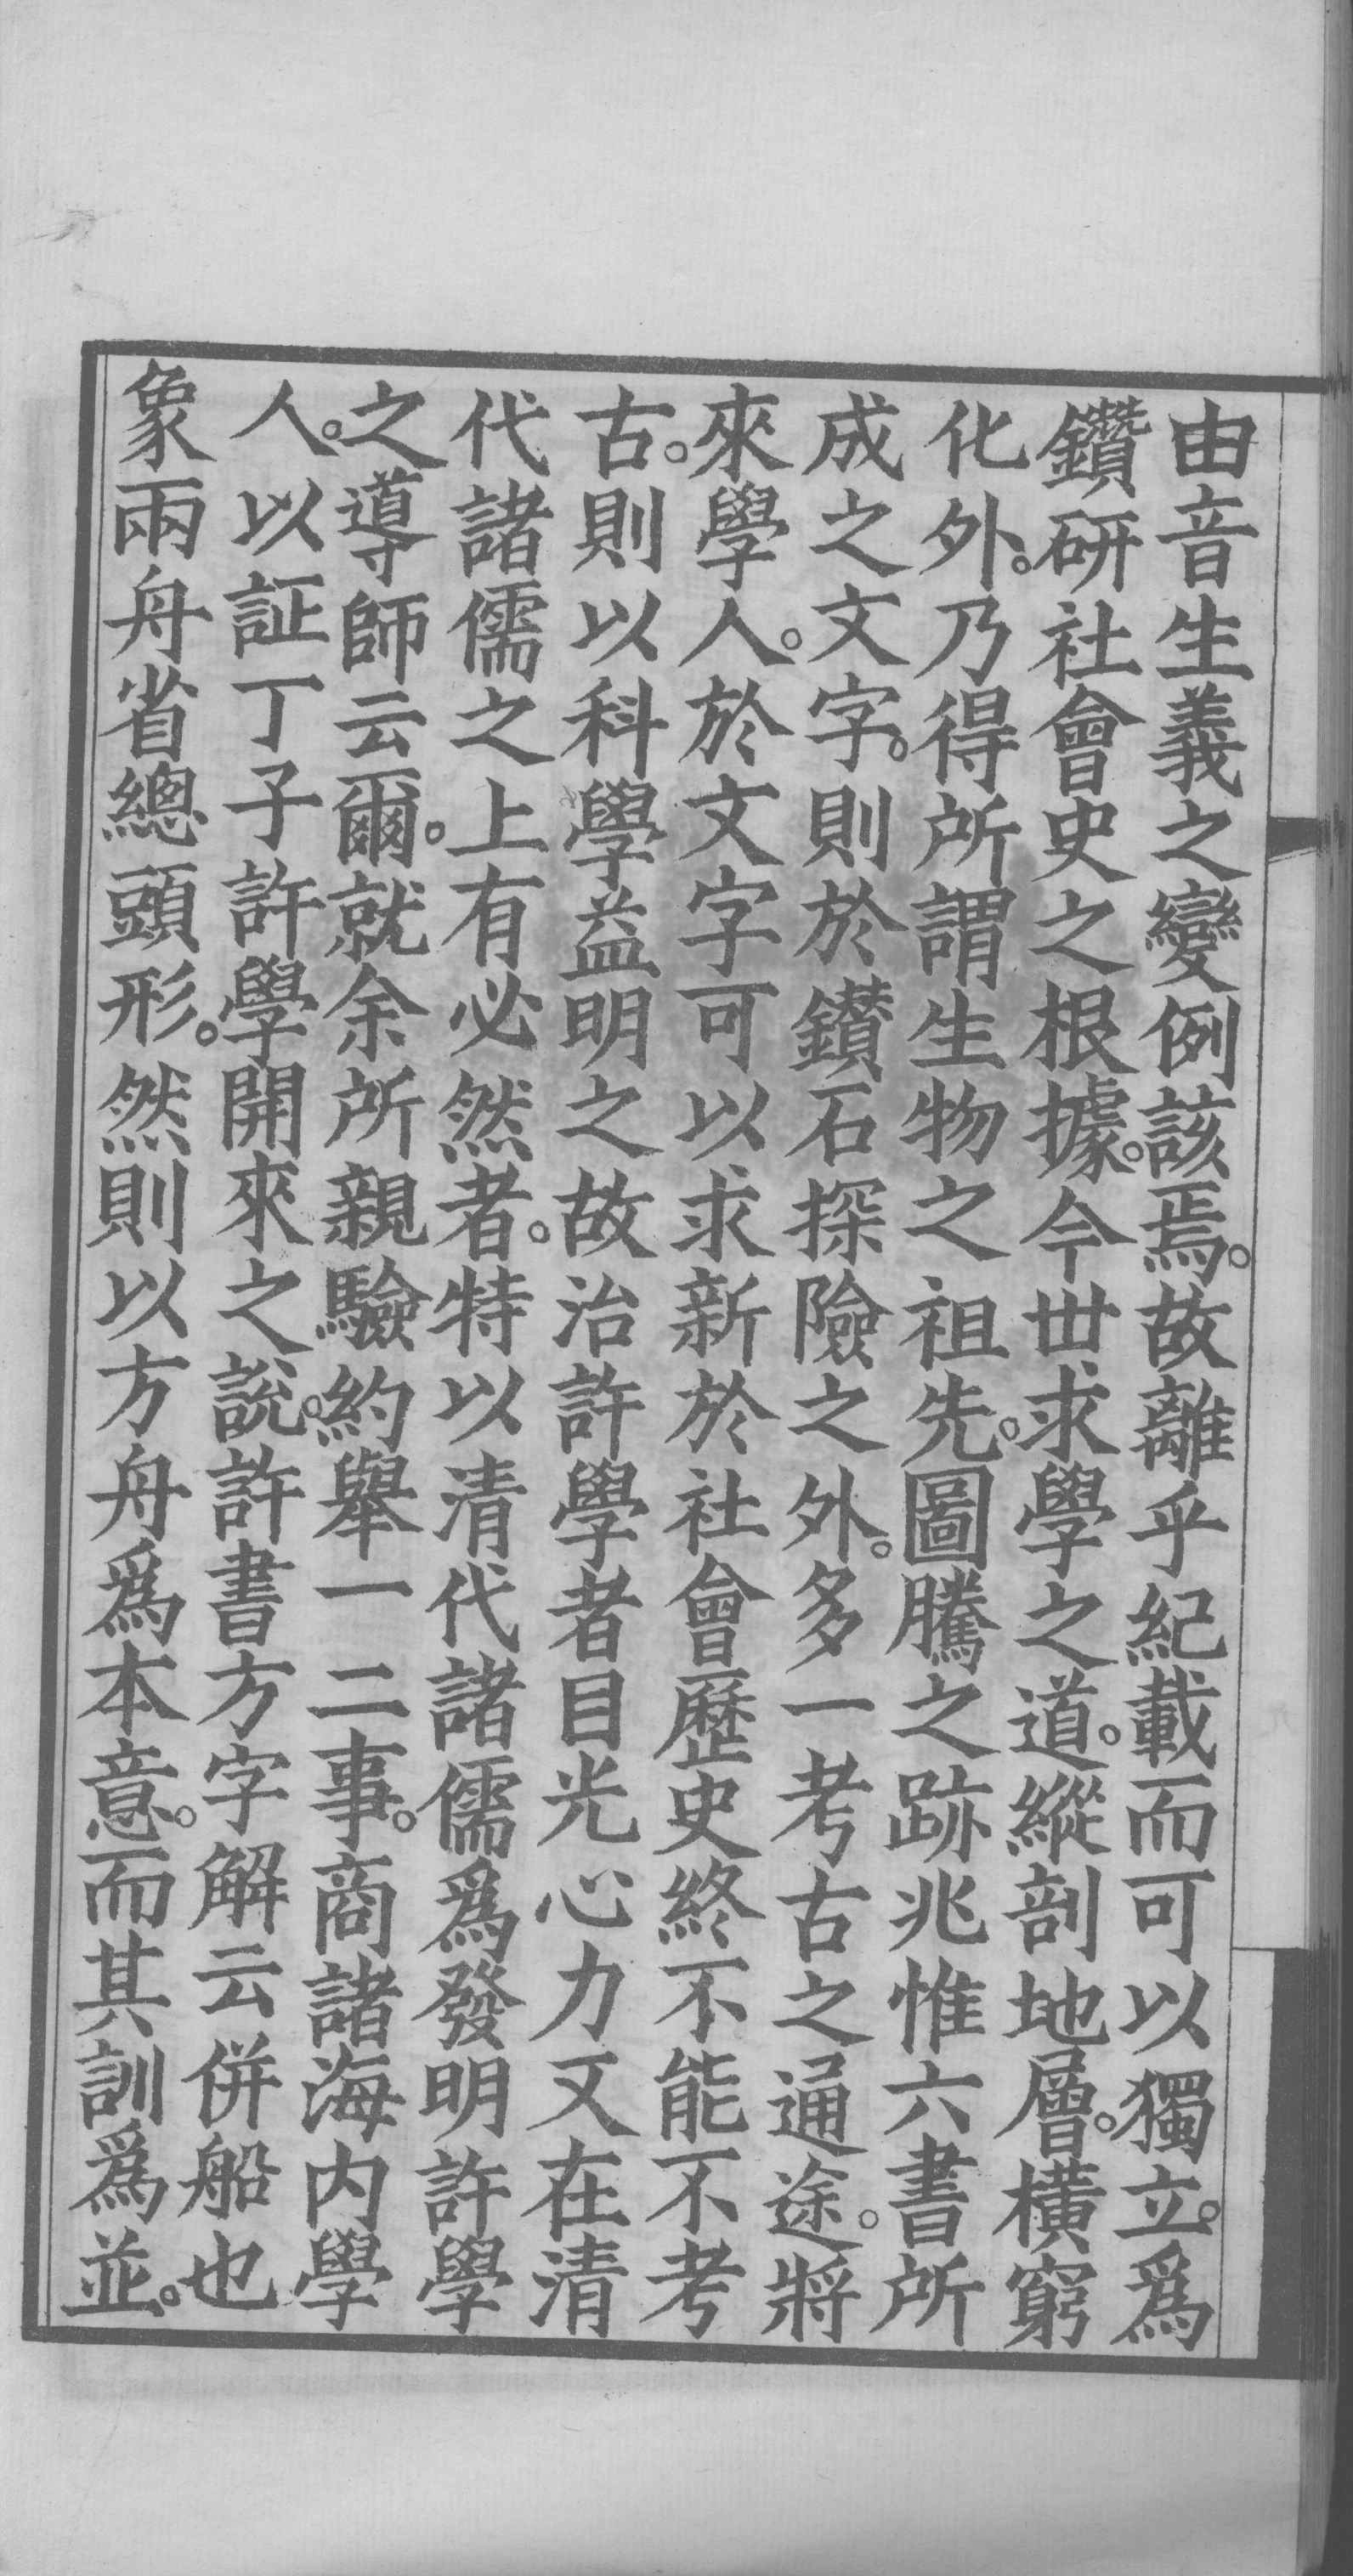 由音生義之變例該焉。故離乎紀載而可以獨立。爲
鑽研社會史之根據。今丗求學之道。縱剖地層。橫窮
化外。乃得所謂生物之祖先。圖騰之跡兆惟六書所
成之文字。則於鑚石探險之外。多一考古之通途。將
來學人。於文字可以求新於社會歷史終不能不考
古。則以科學益明之故治許學者目光心力又在清
代諸儒之上有必然者。特以清代諸儒爲發明許學
之導師云爾。就余所親驗約舉一二事。商諸海内學
人。以証丁子許學開來之說。許書方字解云併船也
象兩舟省總頭形。然則以方舟爲本意。而其訓爲並。